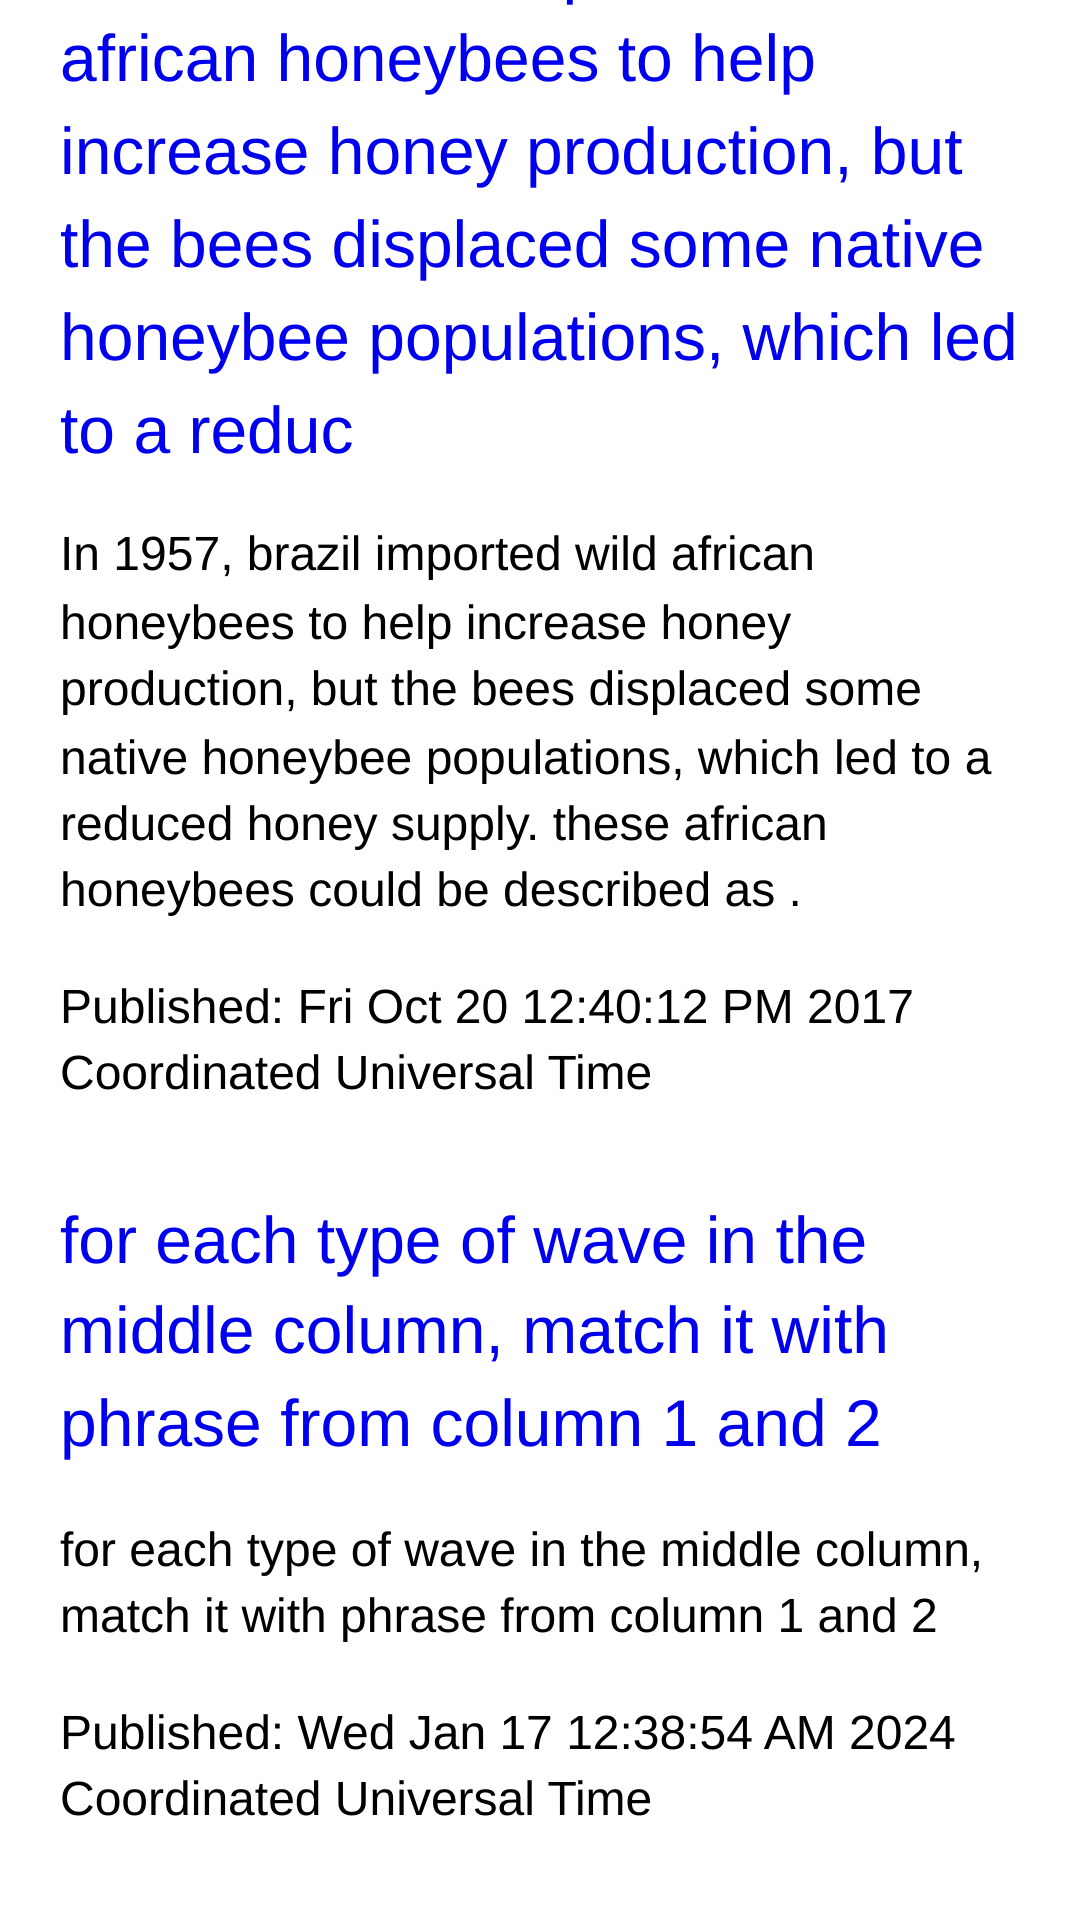 african honeybees to help
increase honey production, but
the bees displaced some native
honeybee populations, which led
to a reduc
In 1957, brazil imported wild african
honeybees to help increase honey
production, but the bees displaced some
native honeybee populations, which led to a
reduced honey supply. these african
honeybees could be described as .
Published: Fri Oct 20 12:40:12 PM 2017
Coordinated Universal Time
for each type of wave in the
middle column, match it with
phrase from column 1 and 2
for each type of wave in the middle column,
match it with phrase from column 1 and 2
Published: Wed Jan 17 12:38:54 AM 2024
Coordinated Universal Time